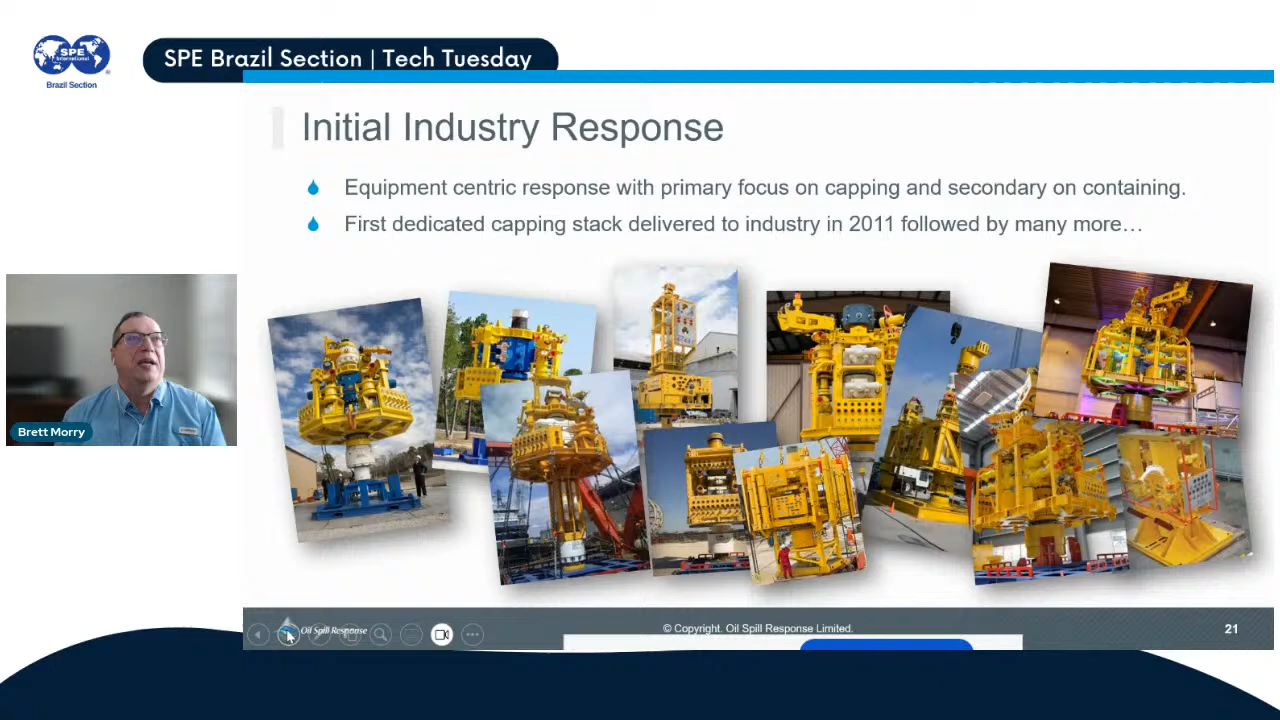 SPE
International
Brazil Section
SPE Brazil Section | Tech Tuesday
Initial Industry Response
Equipment centric response with primary focus on capping and secondary on containing.
First dedicated capping stack delivered to industry in 2011 followed by many more…
Brett Morry
Oil Spill Response
© Copyright. Oil Spill Response Limited.
21